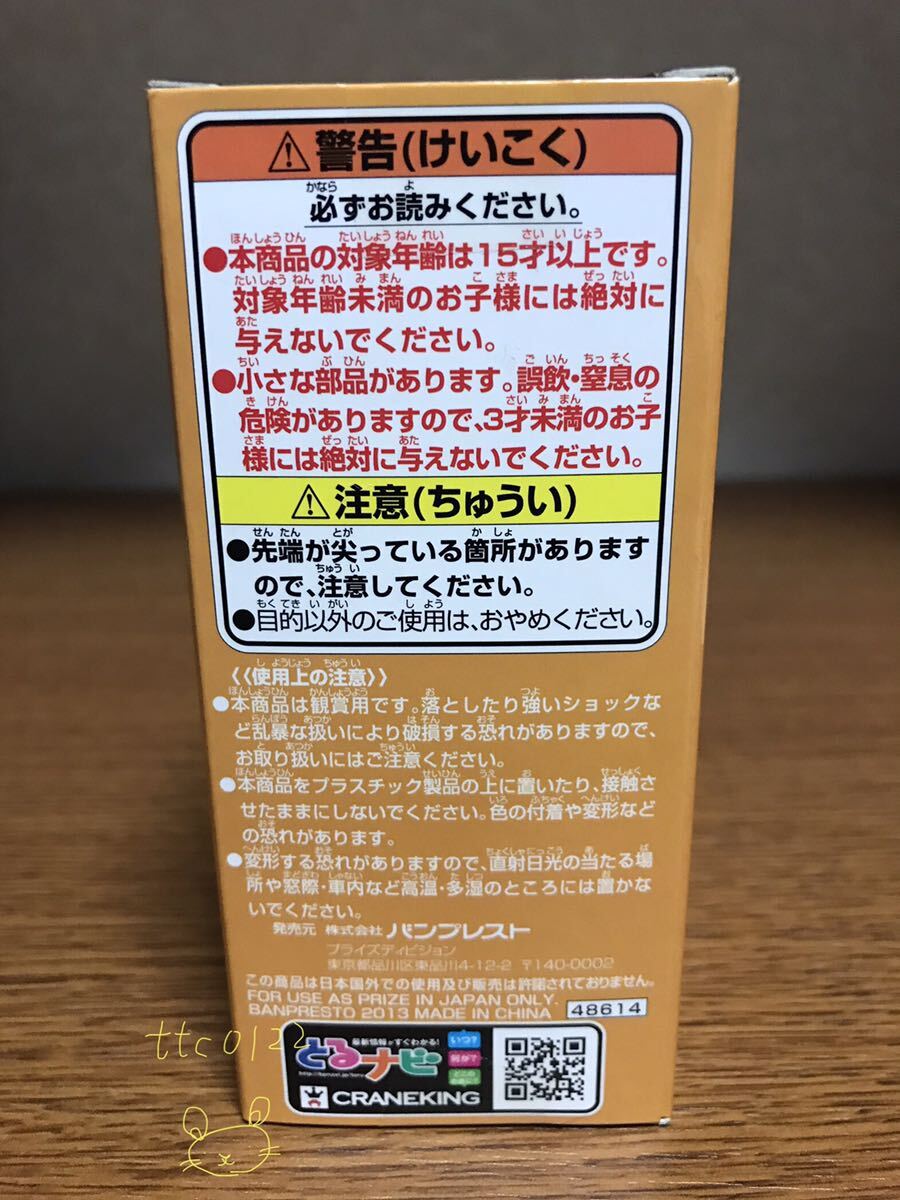 ⚠警告(けいこく)
必ずお読みください。
●本商品の対象年齢は15才以上です。
対象年齢未満のお子様には絶対に
与えないでください。
●小さな部品があります。誤飲・窒息の
危険がありますので、3才未満のお子
様には絶対に与えないでください。
⚠注意(ちゅうい)
●先端が尖っている箇所があります
ので、注意してください。
●目的以外のご使用は、おやめください。
《使用上の注意》
●本商品は観賞用です。落としたり強いショックな
ど乱暴な扱いにより破損する恐れがありますので、
お取り扱いにはご注意ください。
●本商品をプラスチック製品の上に置いたり、接触さ
せたままにしないでください。色の付着や変形など
の恐れがあります。
●変形する恐れがありますので、直射日光の当たる場
所や窓際・車内など高温・多湿のところには置かな
いでください。
発売元 株式会社 バンプレスト
プライズディビジョン
東京都品川区東品川4-12-2 〒140-0002
この商品は日本国外での使用及び販売は許諾されておりません。
FOR USE AS PRIZE IN JAPAN ONLY.
BANPRESTO 2013 MADE IN CHINA 48614
ttc0122
最新情報がすぐわかる!
とるナビ
いつ?
何が?
どこのお店に?
CRANEKING